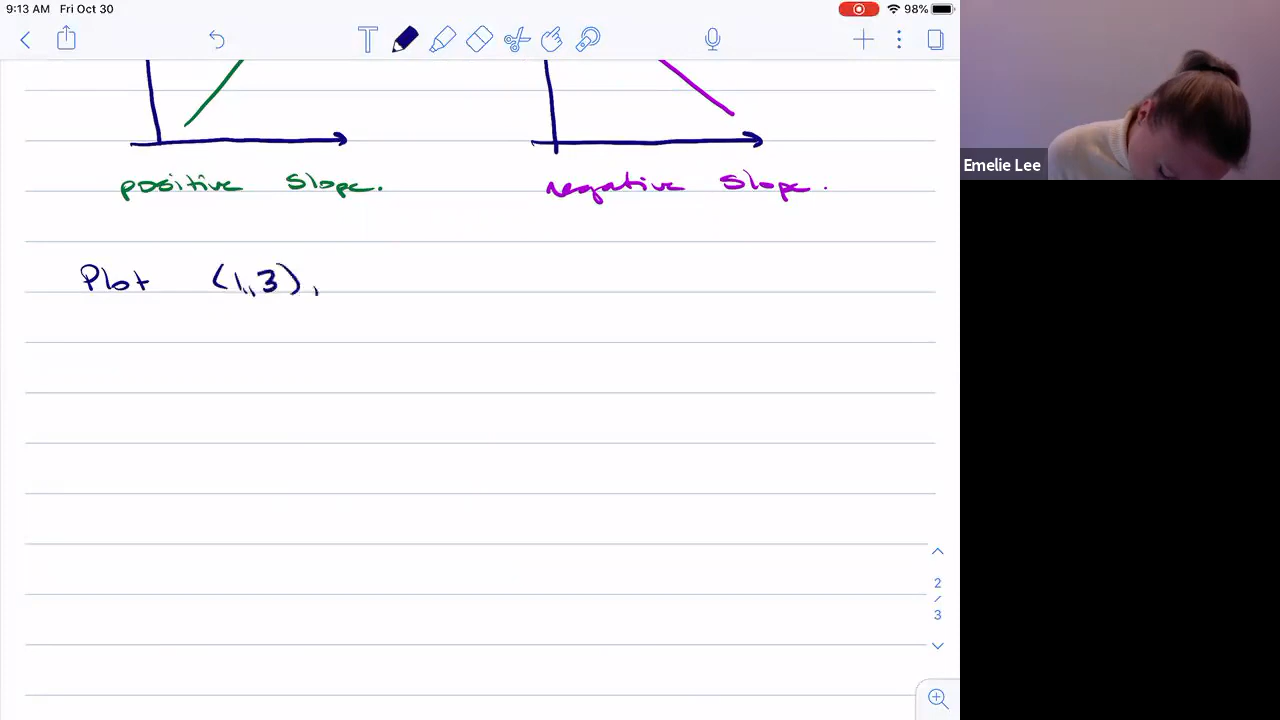 9:13 AM Fri Oct 30 98%
T
positive slope. negative slope.
Emelie Lee
Plot (1,3),
2
/
3